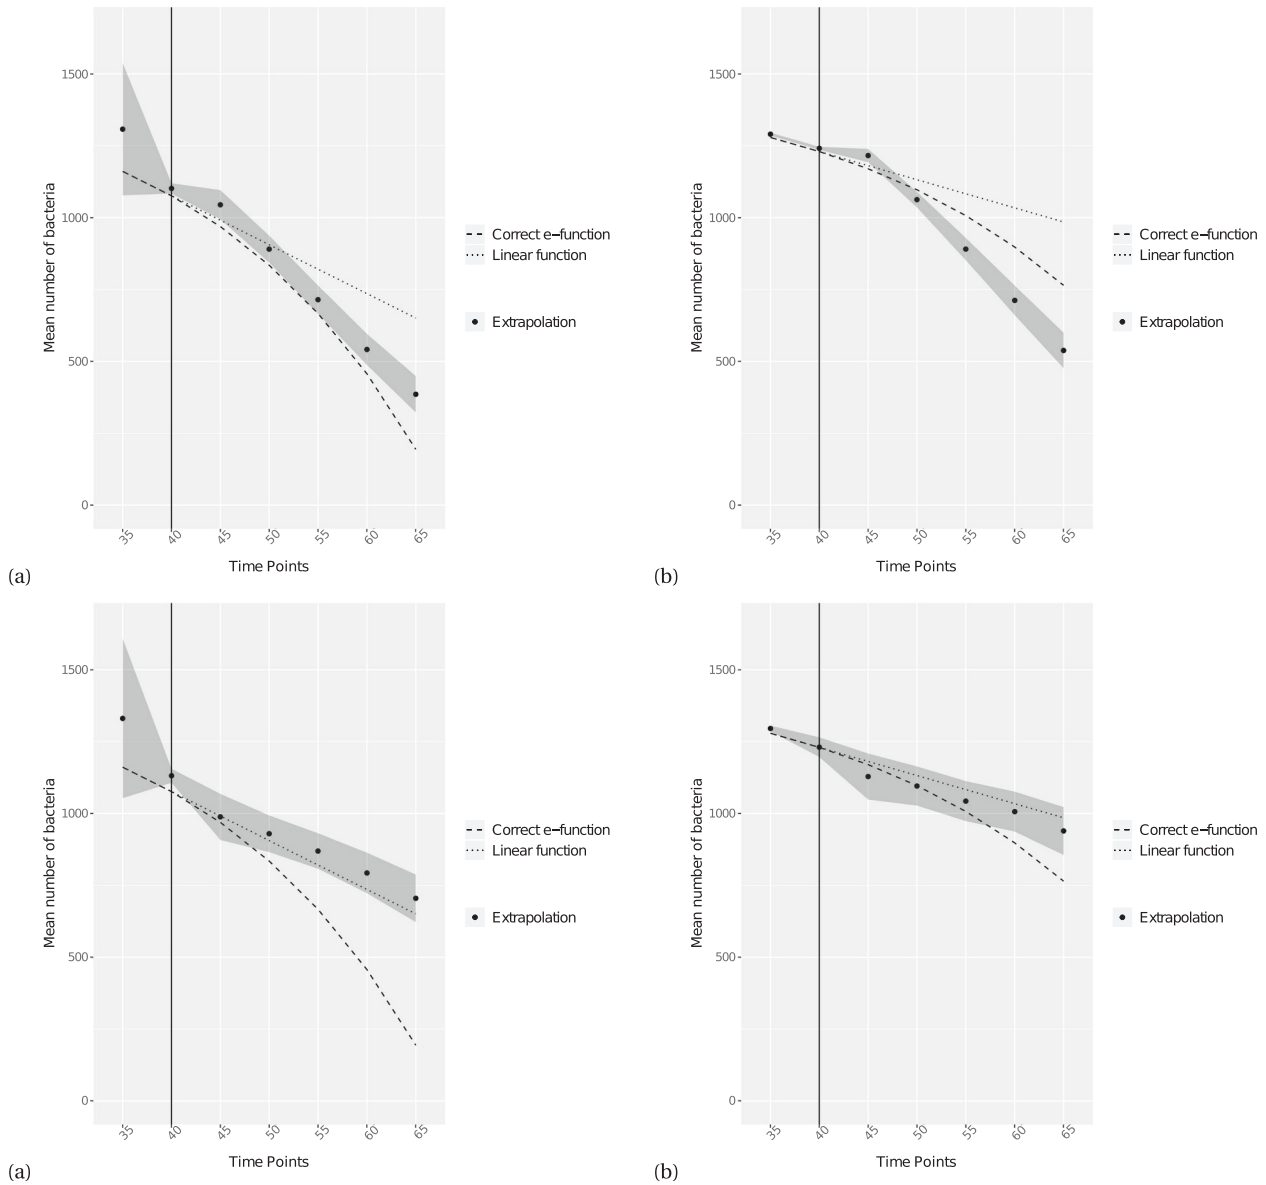 1500
1000
500
0
Mean number of bacteria
35 40 45 50 55 60 65
Time Points
Correct e−function
Linear function
Extrapolation
(a)
1500
1000
500
0
Mean number of bacteria
35 40 45 50 55 60 65
Time Points
Correct e−function
Linear function
Extrapolation
(b)
1500
1000
500
0
Mean number of bacteria
35 40 45 50 55 60 65
Time Points
Correct e−function
Linear function
Extrapolation
(a)
1500
1000
500
0
Mean number of bacteria
35 40 45 50 55 60 65
Time Points
Correct e−function
Linear function
Extrapolation
(b)